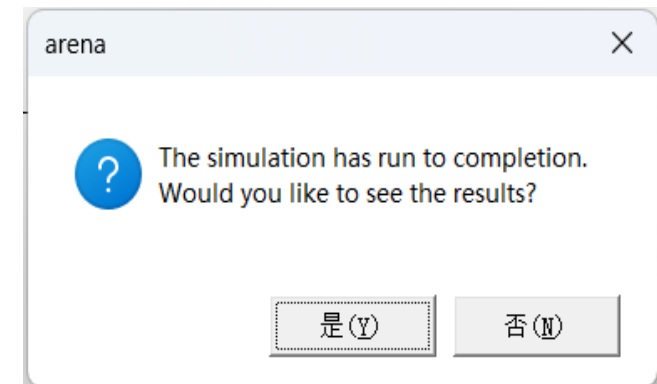 arena
The simulation has run to completion.
Would you like to see the results?
是(Y) 否(N)